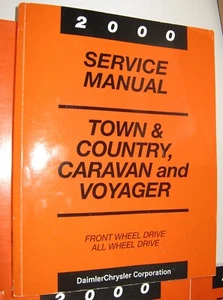 2000
SERVICE
MANUAL
TOWN &
COUNTRY,
CARAVAN and
VOYAGER
FRONT WHEEL DRIVE
ALL WHEEL DRIVE
DaimlerChrysler Corporation
2000